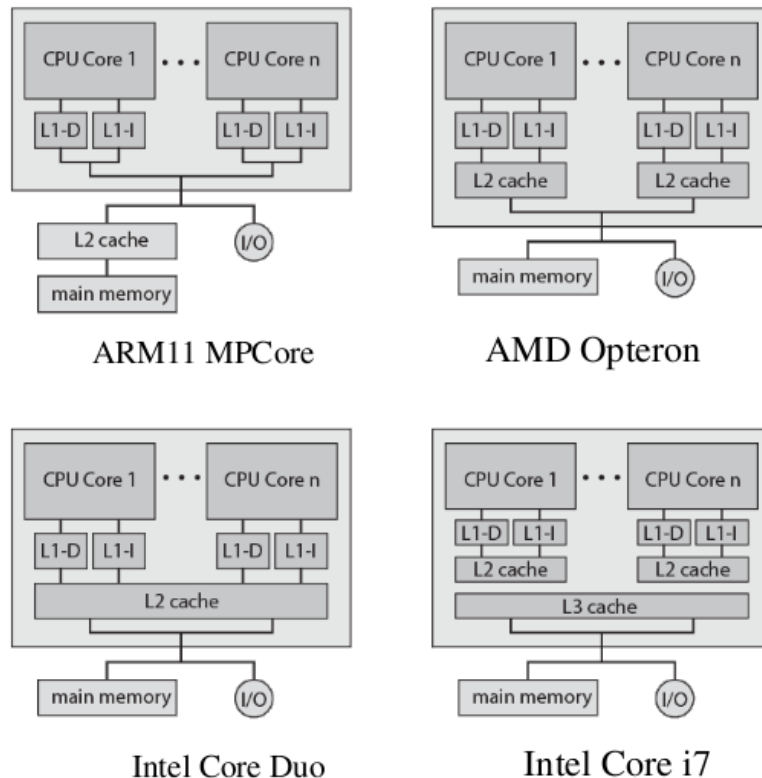 CPU Core 1 • • • CPU Core n
L1-D L1-I L1-D L1-I
L2 cache I/O
main memory
ARM11 MPCore
CPU Core 1 • • • CPU Core n
L1-D L1-I L1-D L1-I
L2 cache L2 cache
main memory I/O
AMD Opteron
CPU Core 1 • • • CPU Core n
L1-D L1-I L1-D L1-I
L2 cache
main memory I/O
Intel Core Duo
CPU Core 1 • • • CPU Core n
L1-D L1-I L1-D L1-I
L2 cache L2 cache
L3 cache
main memory I/O
Intel Core i7